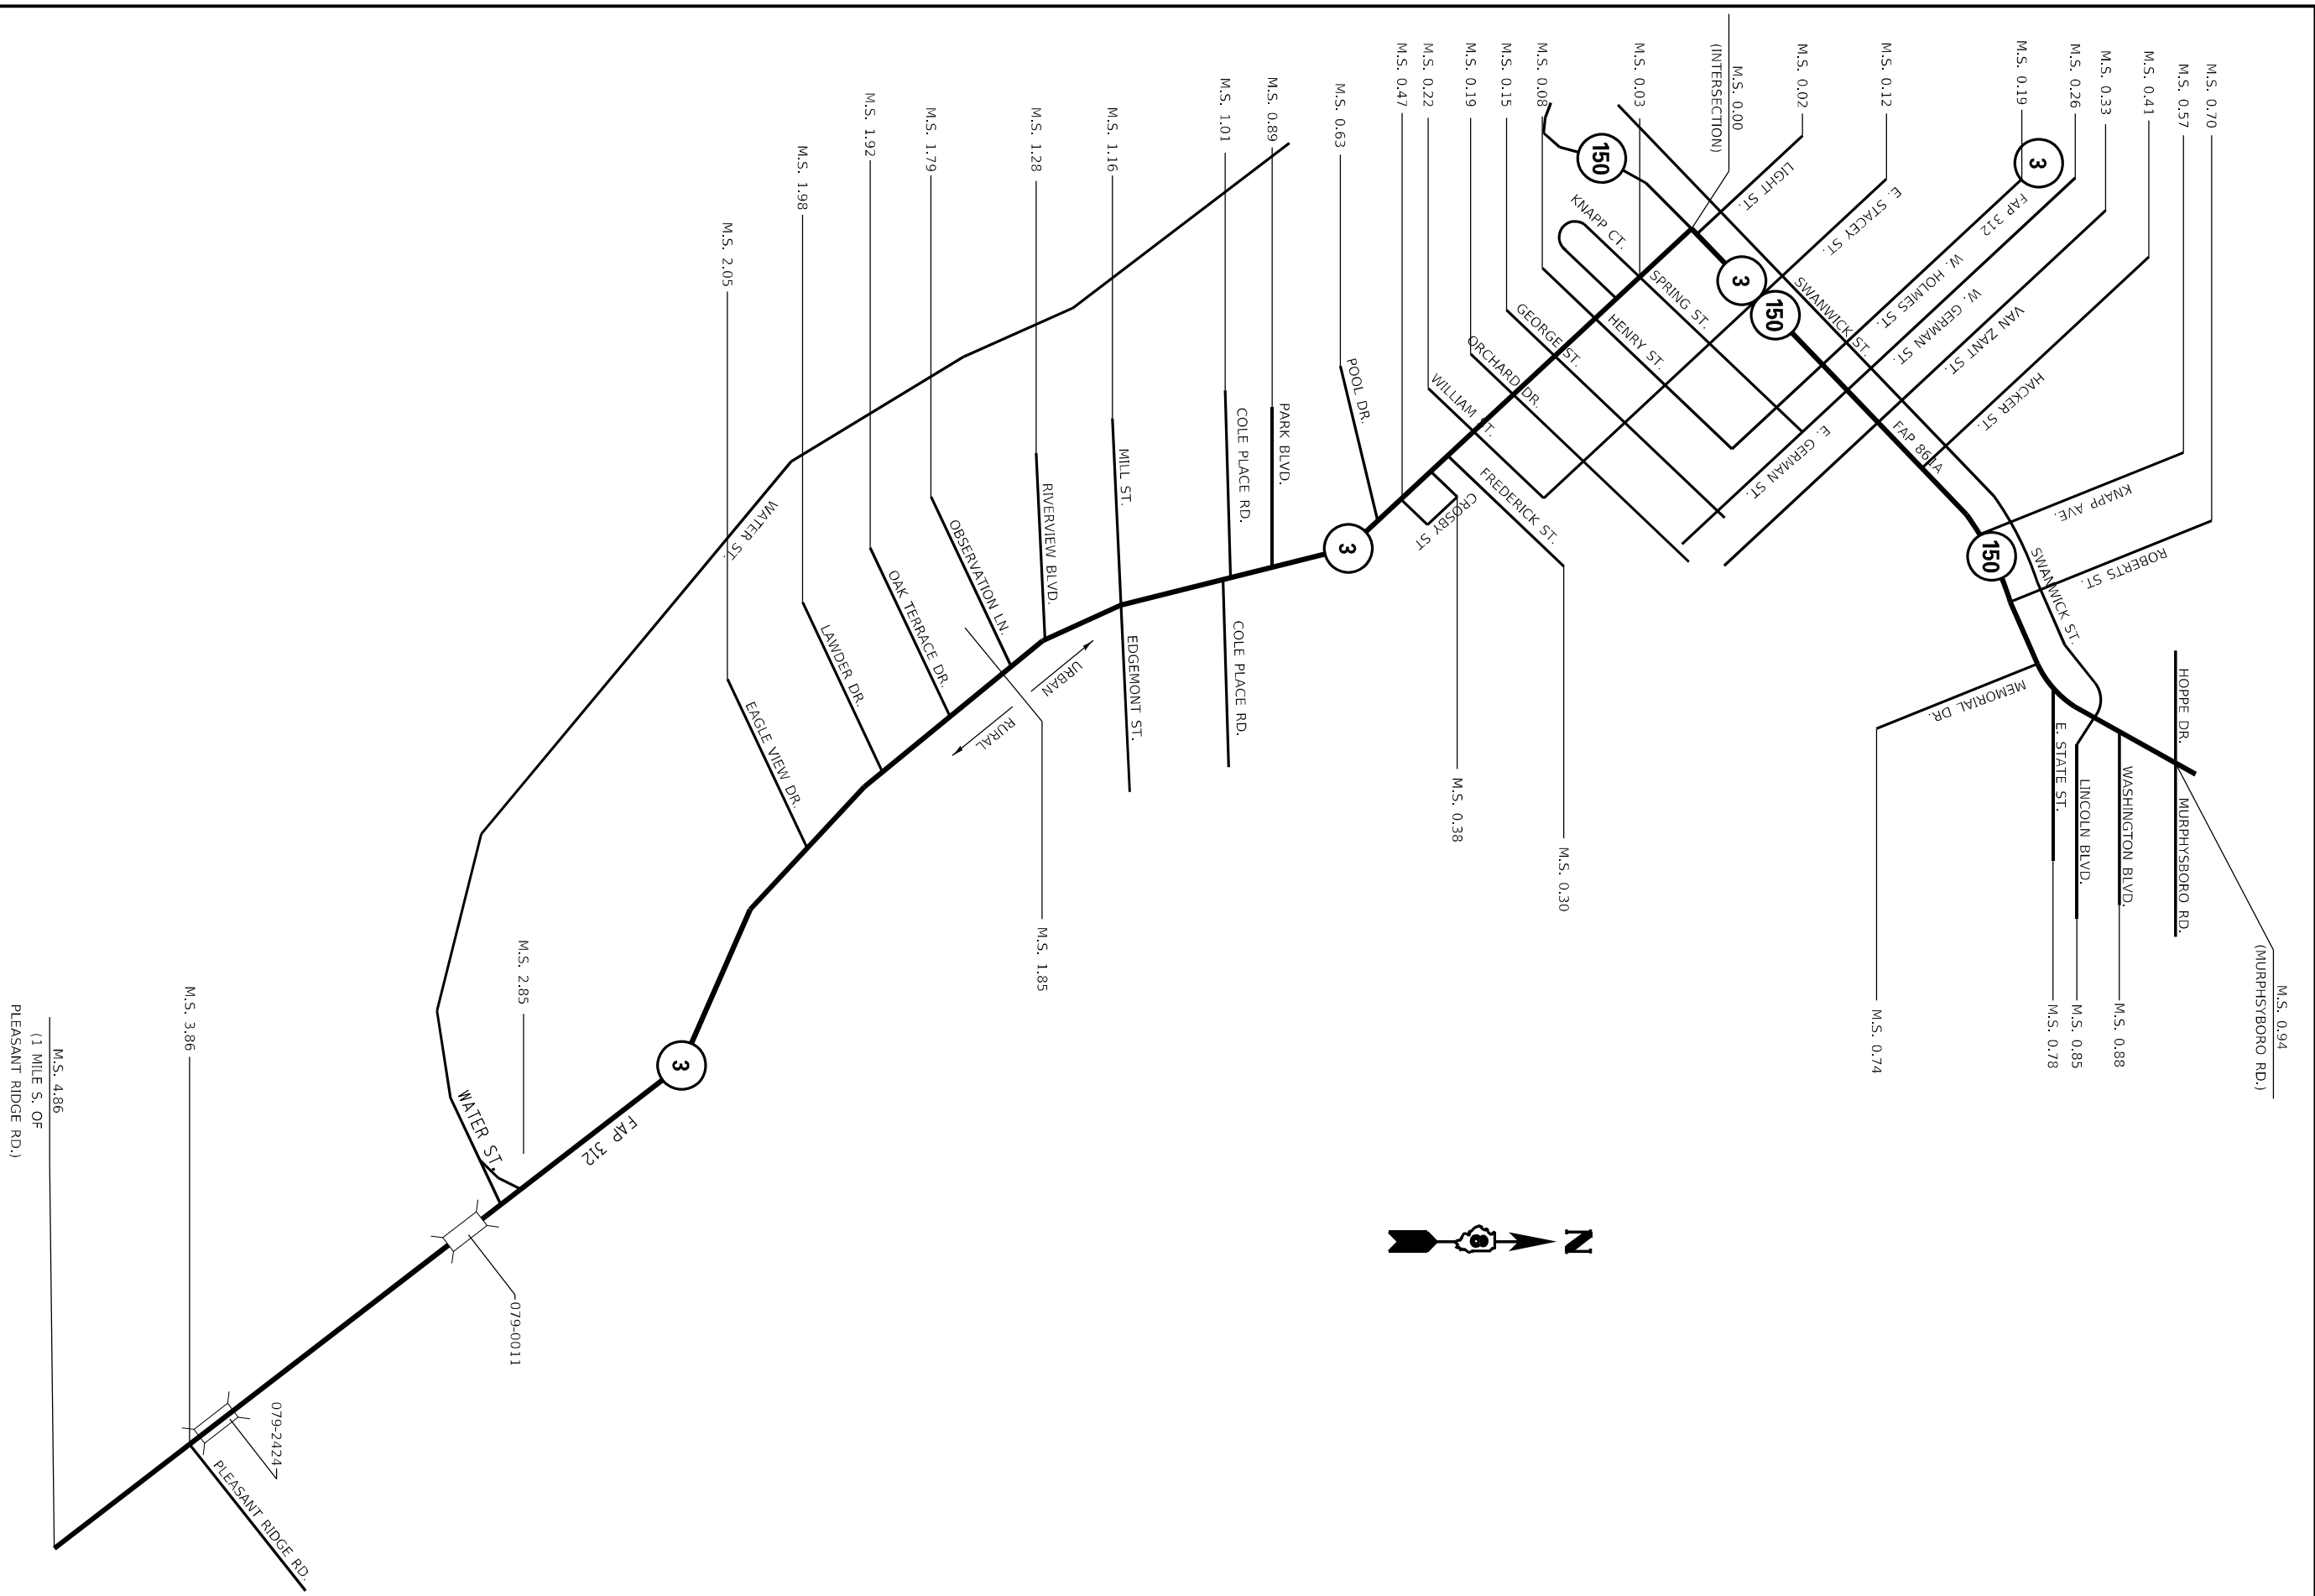 M.S. 0.94
(MURPHSYBORO RD.)
M.S. 0.70
M.S. 0.57
M.S. 0.41
M.S. 0.33
M.S. 0.26
M.S. 0.19
M.S. 0.12
M.S. 0.02
M.S. 0.00
(INTERSECTION)
M.S. 0.03
M.S. 0.08
M.S. 0.15
M.S. 0.19
M.S. 0.22
M.S. 0.47
M.S. 0.63
M.S. 0.89
M.S. 1.01
M.S. 1.16
M.S. 1.28
M.S. 1.79
M.S. 1.92
M.S. 1.98
M.S. 2.05
HOPPE DR.
MURPHYSBORO RD.
WASHINGTON BLVD.
LINCOLN BLVD.
E. STATE ST.
M.S. 0.88
M.S. 0.85
M.S. 0.78
M.S. 0.74
MEMORIAL DR.
ROBERTS ST.
KNAPP AVE.
SWANWICK ST.
150
HACKER ST.
FAP 861A
VAN ZANT ST.
W. GERMAN ST.
W. HOLMES ST.
FAP 312
3
E. GERMAN ST.
SWANWICK ST.
E. STACEY ST.
LIGHT ST.
150
3
150
KNAPP CT.
SPRING ST.
HENRY ST.
GEORGE ST.
ORCHARD DR.
WILLIAM ST.
FREDERICK ST.
CROSBY ST
M.S. 0.30
M.S. 0.38
POOL DR.
3
PARK BLVD.
COLE PLACE RD.
COLE PLACE RD.
MILL ST.
EDGEMONT ST.
RIVERVIEW BLVD.
URBAN
RURAL
M.S. 1.85
OBSERVATION LN.
OAK TERRACE DR.
LAWDER DR.
EAGLE VIEW DR.
WATER ST.
3
FAP 312
M.S. 2.85
WATER ST.
079-0011
079-2424
M.S. 3.86
PLEASANT RIDGE RD.
M.S. 4.86
(1 MILE S. OF
PLEASANT RIDGE RD.)
N
8